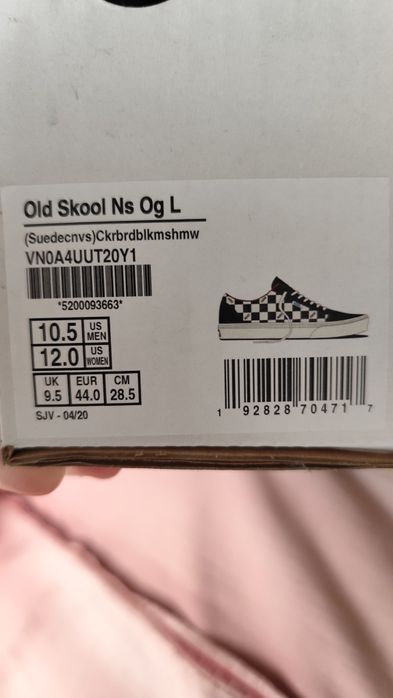 Old Skool Ns Og L
(Suedecnvs)Ckrbrdblkmshmw
VN0A4UUT20Y1
*5200093663*
10.5 US MEN
12.0 US WOMEN
UK EUR CM
9.5 44.0 28.5
SJV - 04/20
1 92828 70471 7